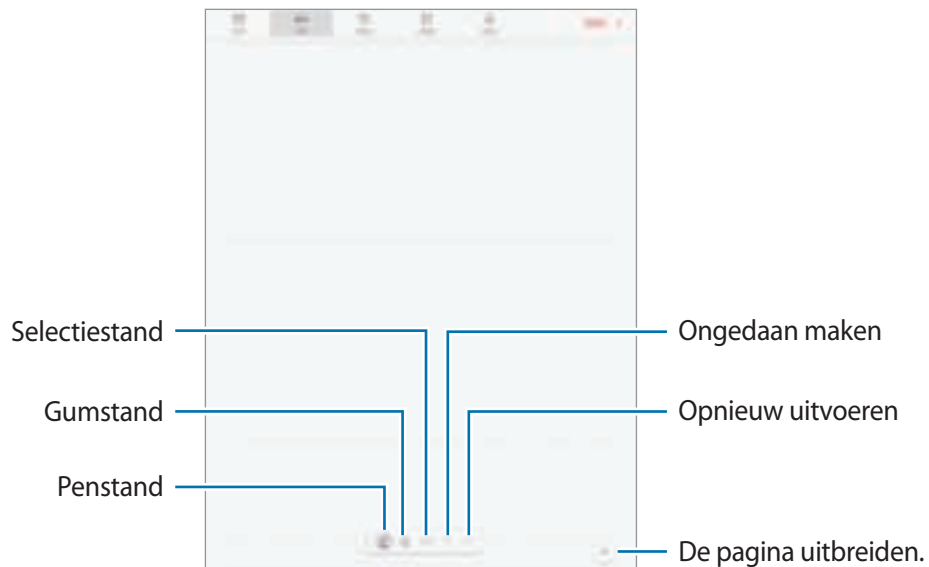 Selectiestand
Ongedaan maken
Gumstand
Opnieuw uitvoeren
Penstand
De pagina uitbreiden.